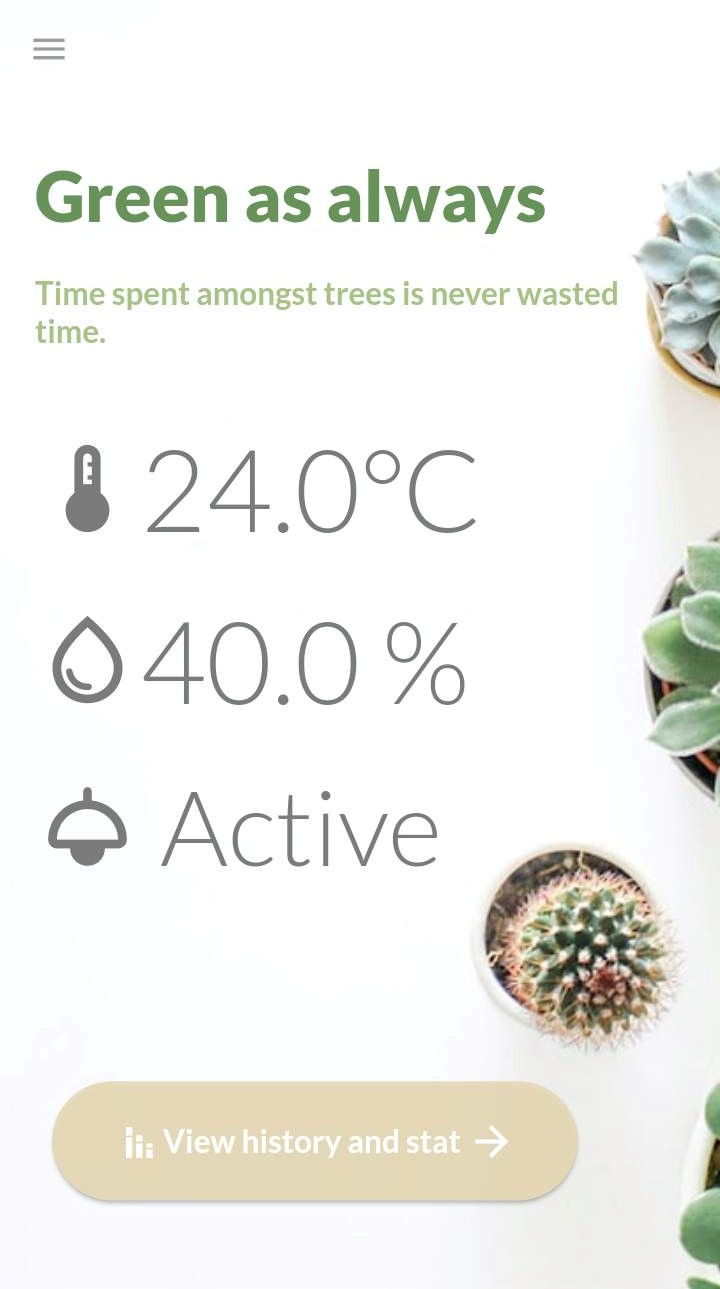 Green as always
Time spent amongst trees is never wasted
time.
24.0°C
40.0 %
Active
View history and stat